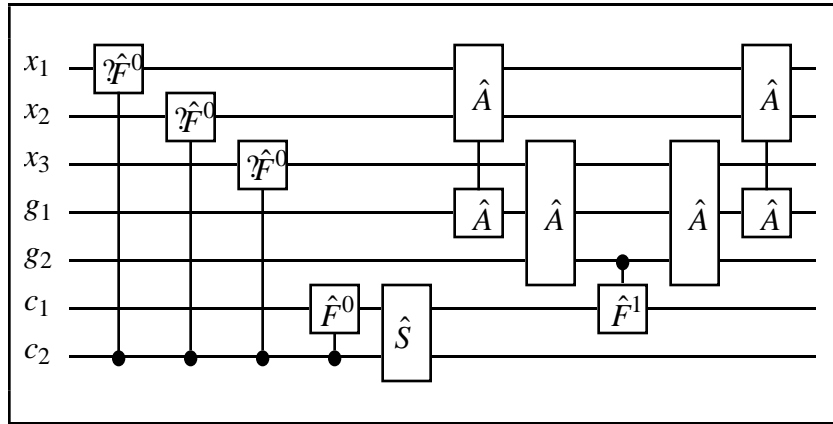 x₁ ?F̂⁰ Â Â
x₂ ?F̂⁰
x₃ ?F̂⁰
g₁ Â Â Â Â
g₂
c₁ F̂⁰ Ŝ F̂¹
c₂